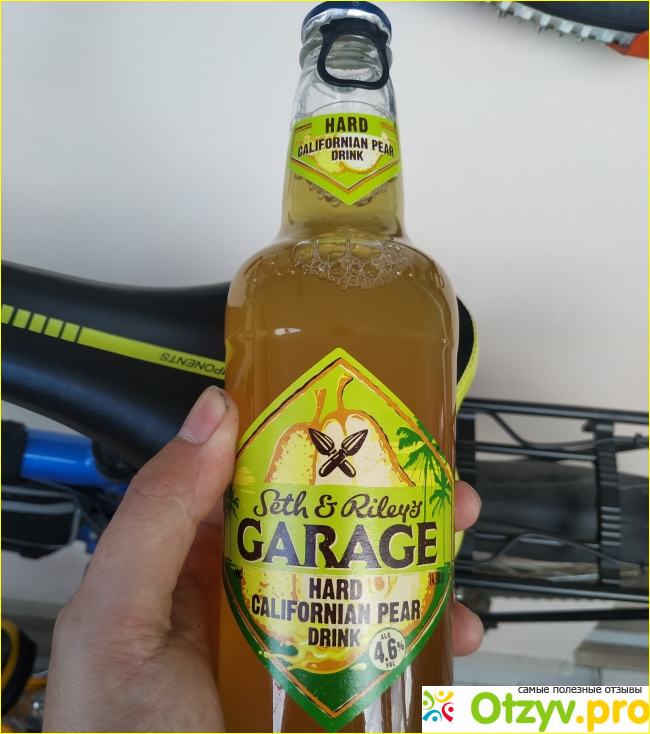 HARD
CALIFORNIAN PEAR
DRINK
PONENTS
Seth & Riley's
GARAGE
HARD
CALIFORNIAN PEAR
DRINK
ALC
4,6%
VOL
самые полезные отзывы
Otzyv.pro